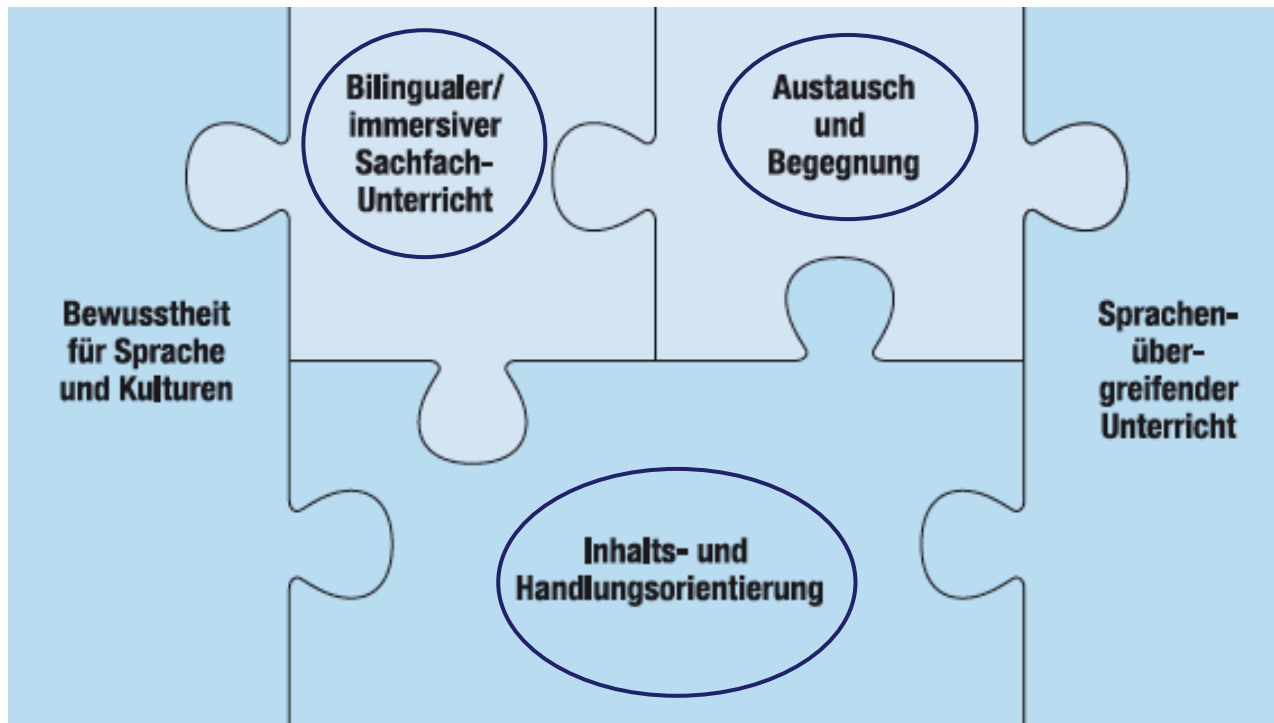 Bilingualer/
immersiver
Sachfach-
Unterricht
Austausch
und
Begegnung
Bewusstheit
für Sprache
und Kulturen
Sprachen-
über-
greifender
Unterricht
Inhalts- und
Handlungsorientierung